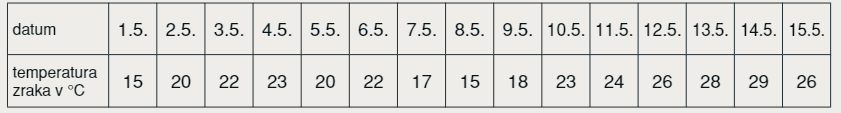 datum 1.5. 2.5. 3.5. 4.5. 5.5. 6.5. 7.5. 8.5. 9.5. 10.5. 11.5. 12.5. 13.5. 14.5. 15.5.
temperatura
zraka v °C 15 20 22 23 20 22 17 15 18 23 24 26 28 29 26